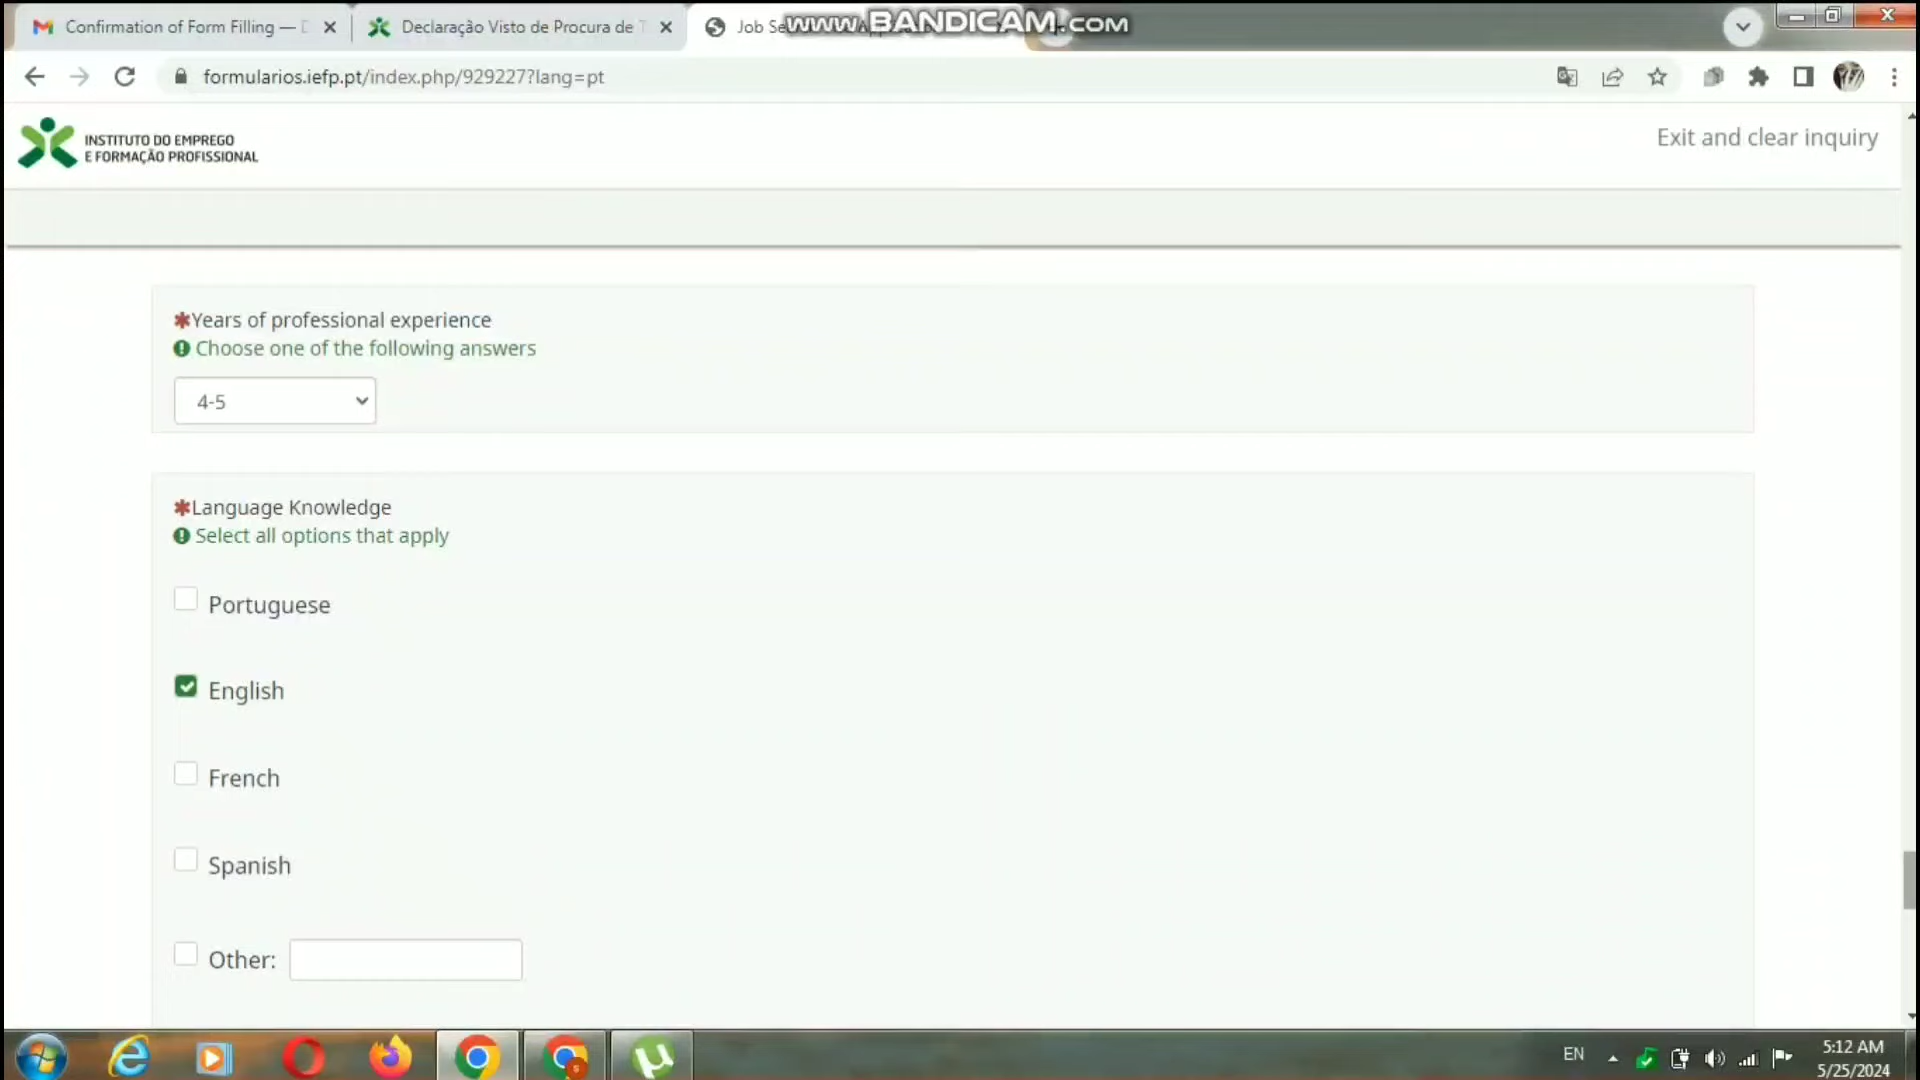 Confirmation of Form Filling —
Declaração Visto de Procura de T
Job Se
www.BANDICAM.COM
formularios.iefp.pt/index.php/929227?lang=pt
INSTITUTO DO EMPREGO
E FORMAÇÃO PROFISSIONAL
Exit and clear inquiry
✱Years of professional experience
Choose one of the following answers
4-5
✱Language Knowledge
Select all options that apply
Portuguese
English
French
Spanish
Other:
EN
5:12 AM
5/25/2024